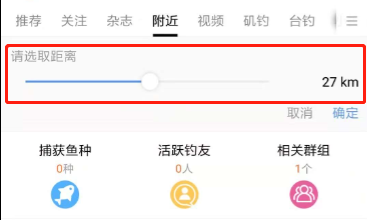 推荐 关注 杂志 附近 视频 矶钓 台钓
请选取距离
27 km
取消 确定
捕获鱼种 活跃钓友 相关群组
0种 0人 1个